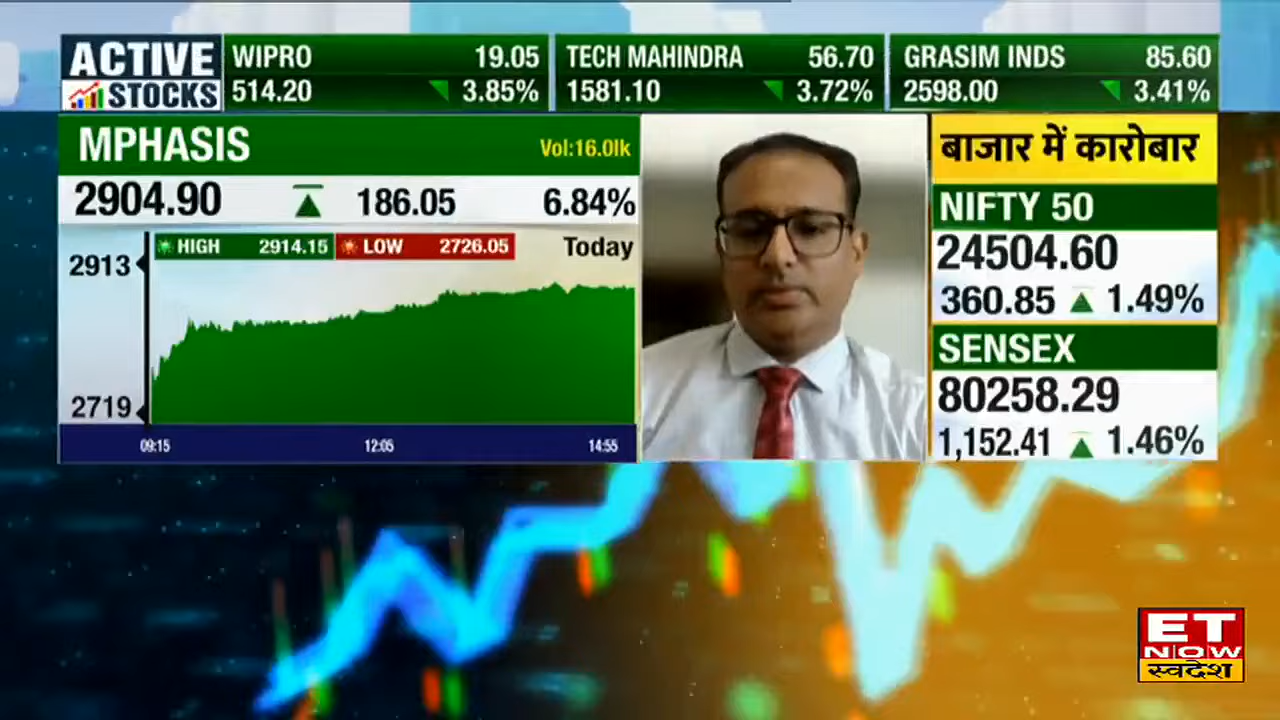 ACTIVE
STOCKS
WIPRO 19.05
514.20 3.85%
TECH MAHINDRA 56.70
1581.10 3.72%
GRASIM INDS 85.60
2598.00 3.41%
MPHASIS Vol:16.0lk
2904.90 186.05 6.84%
HIGH 2914.15 LOW 2726.05 Today
2913
2719
09:15 12:05 14:55
बाजार में कारोबार
NIFTY 50
24504.60
360.85 1.49%
SENSEX
80258.29
1,152.41 1.46%
ET
NOW
स्वदेश